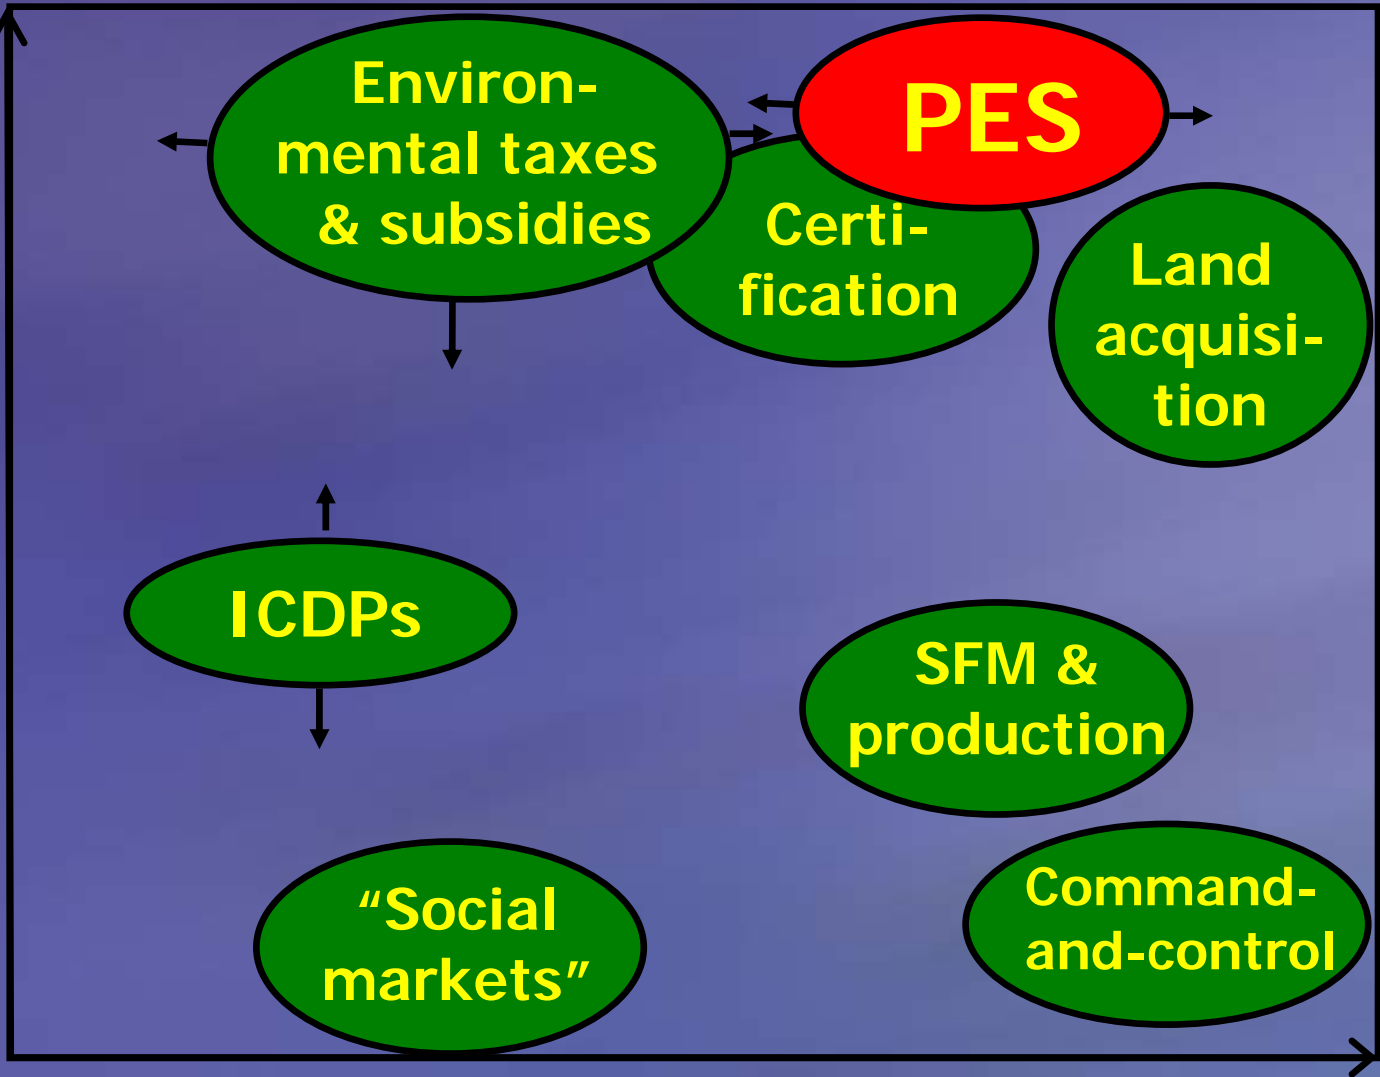 Environ-
mental taxes
& subsidies
PES
Certi-
fication
Land
acquisi-
tion
ICDPs
SFM &
production
“Social
markets”
Command-
and-control